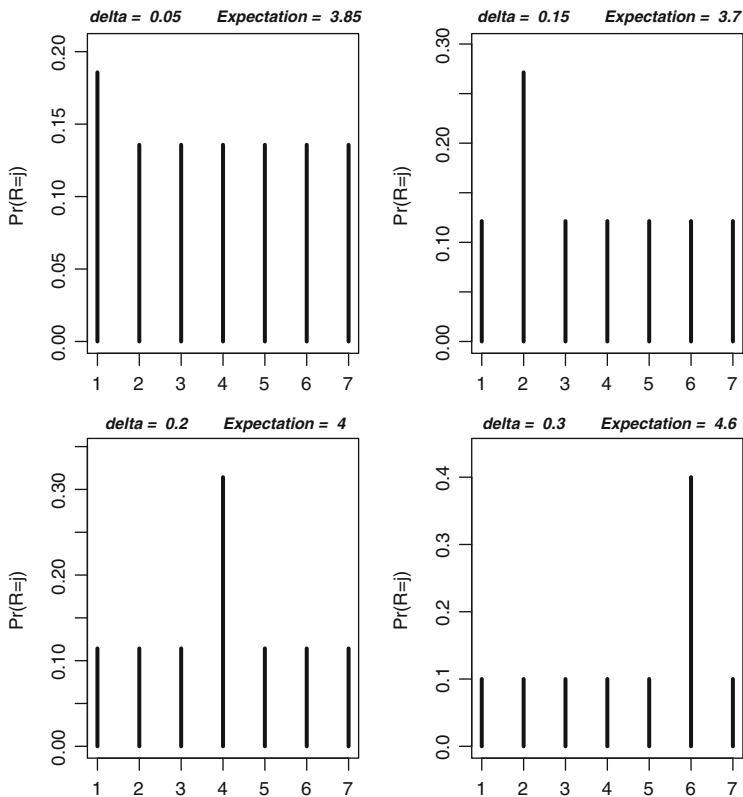 delta = 0.05 Expectation = 3.85
Pr(R=j)
0.20
0.15
0.10
0.05
0.00
1 2 3 4 5 6 7
delta = 0.15 Expectation = 3.7
Pr(R=j)
0.30
0.20
0.10
0.00
1 2 3 4 5 6 7
delta = 0.2 Expectation = 4
Pr(R=j)
0.30
0.20
0.10
0.00
1 2 3 4 5 6 7
delta = 0.3 Expectation = 4.6
Pr(R=j)
0.4
0.3
0.2
0.1
0.0
1 2 3 4 5 6 7